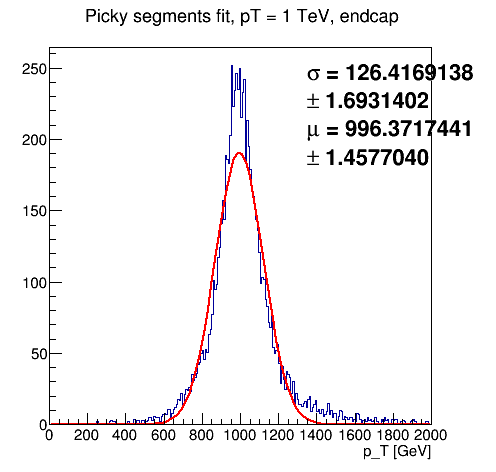 Picky segments fit, pT = 1 TeV, endcap
σ = 126.4169138
± 1.6931402
μ = 996.3717441
± 1.4577040
250
200
150
100
50
0
0 200 400 600 800 1000 1200 1400 1600 1800 2000
p_T [GeV]